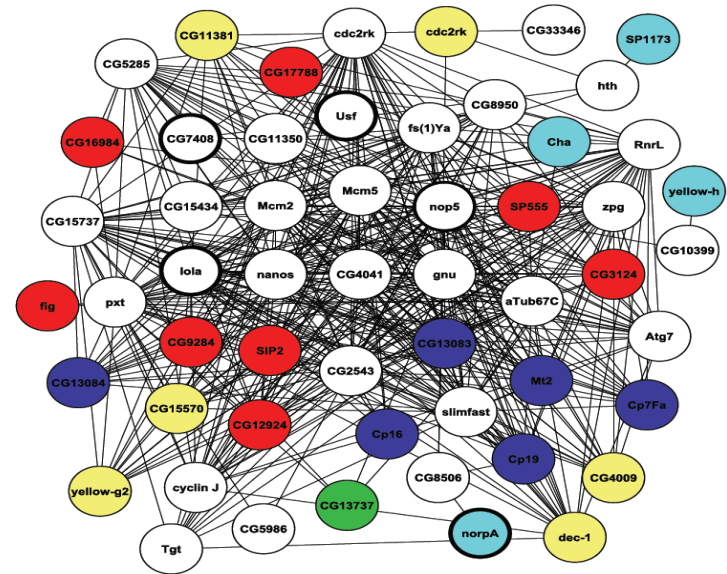 CG11381
cdc2rk
cdc2rk
CG33346
SP1173
CG5285
CG17788
hth
CG8950
Usf
fs(1)Ya
CG16984
CG7408
CG11350
Cha
RnrL
yellow-h
CG15434
Mcm2
Mcm5
nop5
SP555
zpg
CG15737
CG10399
lola
nanos
CG4041
gnu
CG3124
fig
pxt
aTub67C
CG9284
SIP2
CG13083
Atg7
CG13084
CG2543
Mt2
CG15570
slimfast
Cp7Fa
CG12924
Cp16
Cp19
yellow-g2
cyclin J
CG8506
CG4009
CG13737
CG5986
norpA
dec-1
Tgt